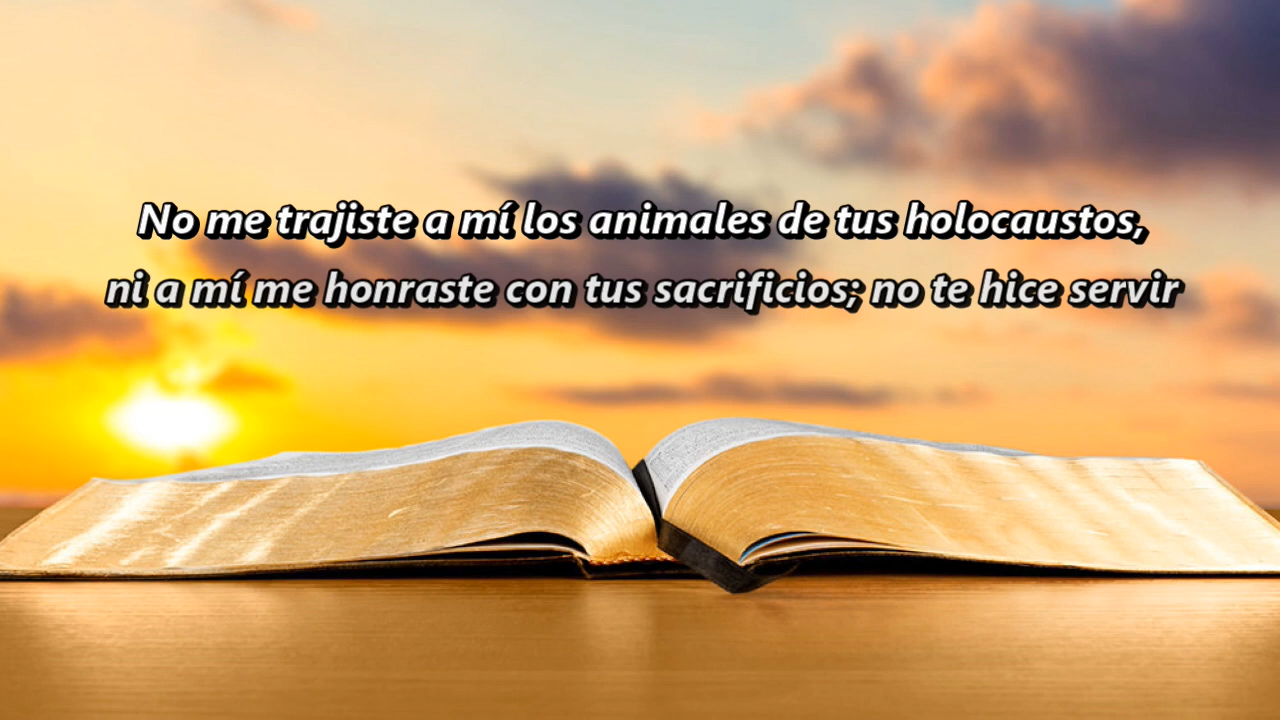 No me trajiste a mí los animales de tus holocaustos,
ni a mí me honraste con tus sacrificios; no te hice servir